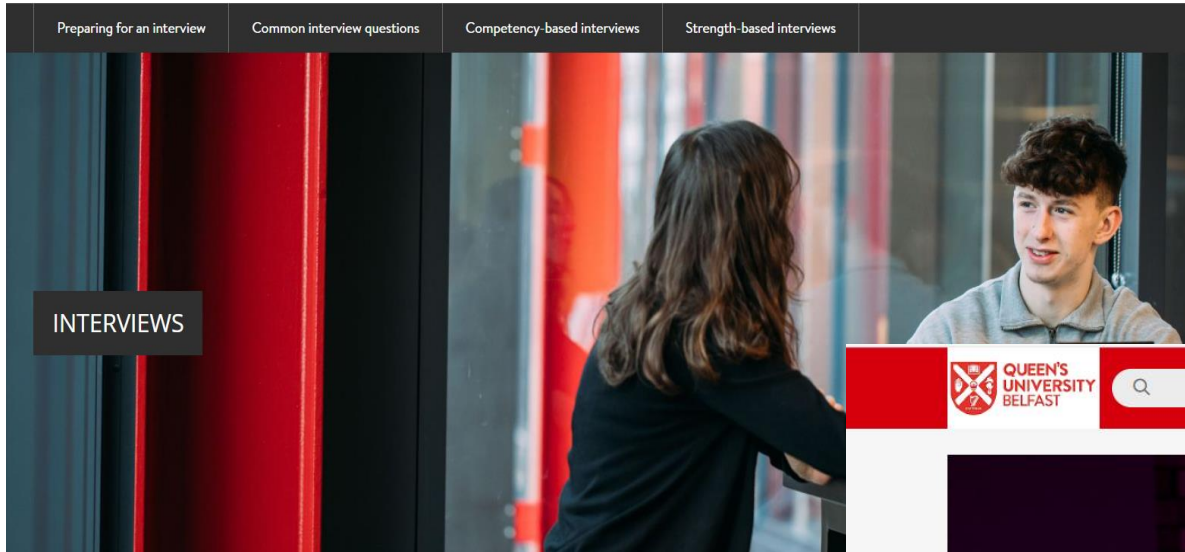 Preparing for an interview
Common interview questions
Competency-based interviews
Strength-based interviews
INTERVIEWS
QUEEN'S
UNIVERSITY
BELFAST